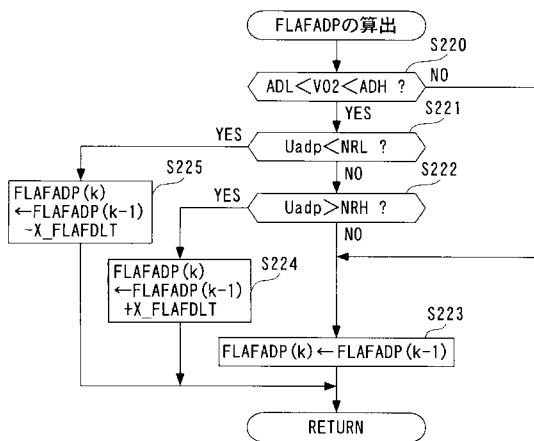 FLAFADPの算出
S220
ADL<VO2<ADH ?
NO
YES
S221
YES
Uadp<NRL ?
NO
S222
S225
YES
Uadp>NRH ?
NO
FLAFADP(k)
←FLAFADP(k-1)
-X_FLAFDLT
S224
FLAFADP(k)
←FLAFADP(k-1)
+X_FLAFDLT
S223
FLAFADP(k)←FLAFADP(k-1)
RETURN